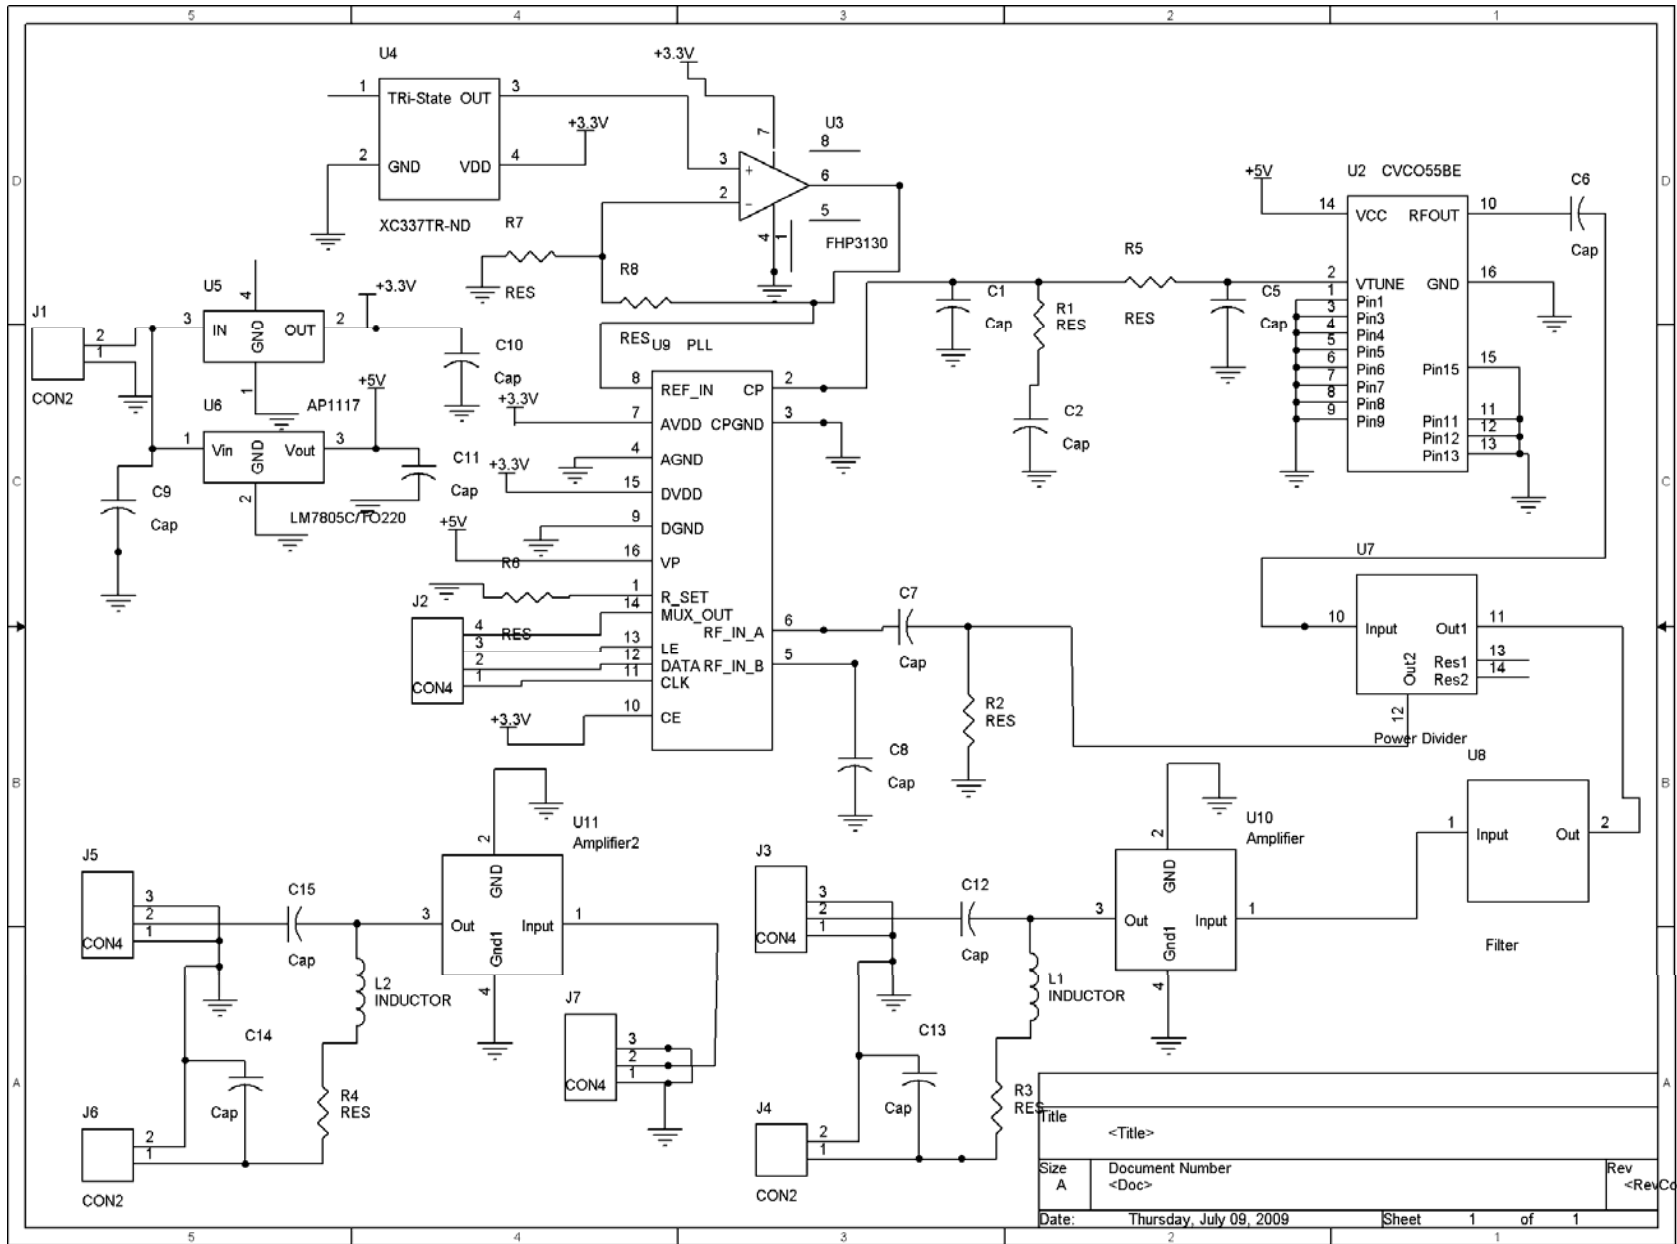 5 4 3 2 1
D D
C C
B B
A A
U4
1 TRi-State OUT 3
2 GND VDD 4
+3.3V
XC337TR-ND
+3.3V
7
U3
8
3 +
2 -
6
5
4
1
FHP3130
R7
RES
R8
RES
J1
2
1
CON2
U5
4
3 IN GND OUT 2
1
+3.3V
AP1117
C10
Cap
U6
1 Vin GND Vout 3
2
+5V
LM7805C/TO220
C11
Cap
C9
Cap
U9 PLL
8 REF_IN CP 2
7 AVDD CPGND 3
4 AGND
15 DVDD
9 DGND
16 VP
1 R_SET
14 MUX_OUT
RF_IN_A 6
13 LE
12 DATA RF_IN_B 5
11 CLK
10 CE
+3.3V
+3.3V
+5V
R6
RES
J2
4
3
2
1
CON4
+3.3V
C1
Cap
R1
RES
C2
Cap
R5
RES
C5
Cap
U2 CVCO55BE
+5V
14 VCC RFOUT 10
2 VTUNE GND 16
1 Pin1
3 Pin3
4 Pin4
5 Pin5
6 Pin6 Pin15 15
7 Pin7
8 Pin8
9 Pin9 Pin11 11
Pin12 12
Pin13 13
C6
Cap
C7
Cap
R2
RES
C8
Cap
U7
10 Input Out1 11
Out2 Res1 13
Res2 14
12
Power Divider
U8
1 Input Out 2
Filter
U11
Amplifier2
2
GND
3 Out Input 1
Gnd1
4
J5
3
2
1
CON4
C15
Cap
L2
INDUCTOR
C14
Cap
R4
RES
J6
2
1
CON2
J7
3
2
1
CON4
U10
Amplifier
2
GND
3 Out Input 1
Gnd1
4
J3
3
2
1
CON4
C12
Cap
L1
INDUCTOR
C13
Cap
R3
RES
J4
2
1
CON2
Title
<Title>
Size Document Number Rev
A <Doc> <RevCo
Date: Thursday, July 09, 2009 Sheet 1 of 1
5 4 3 2 1